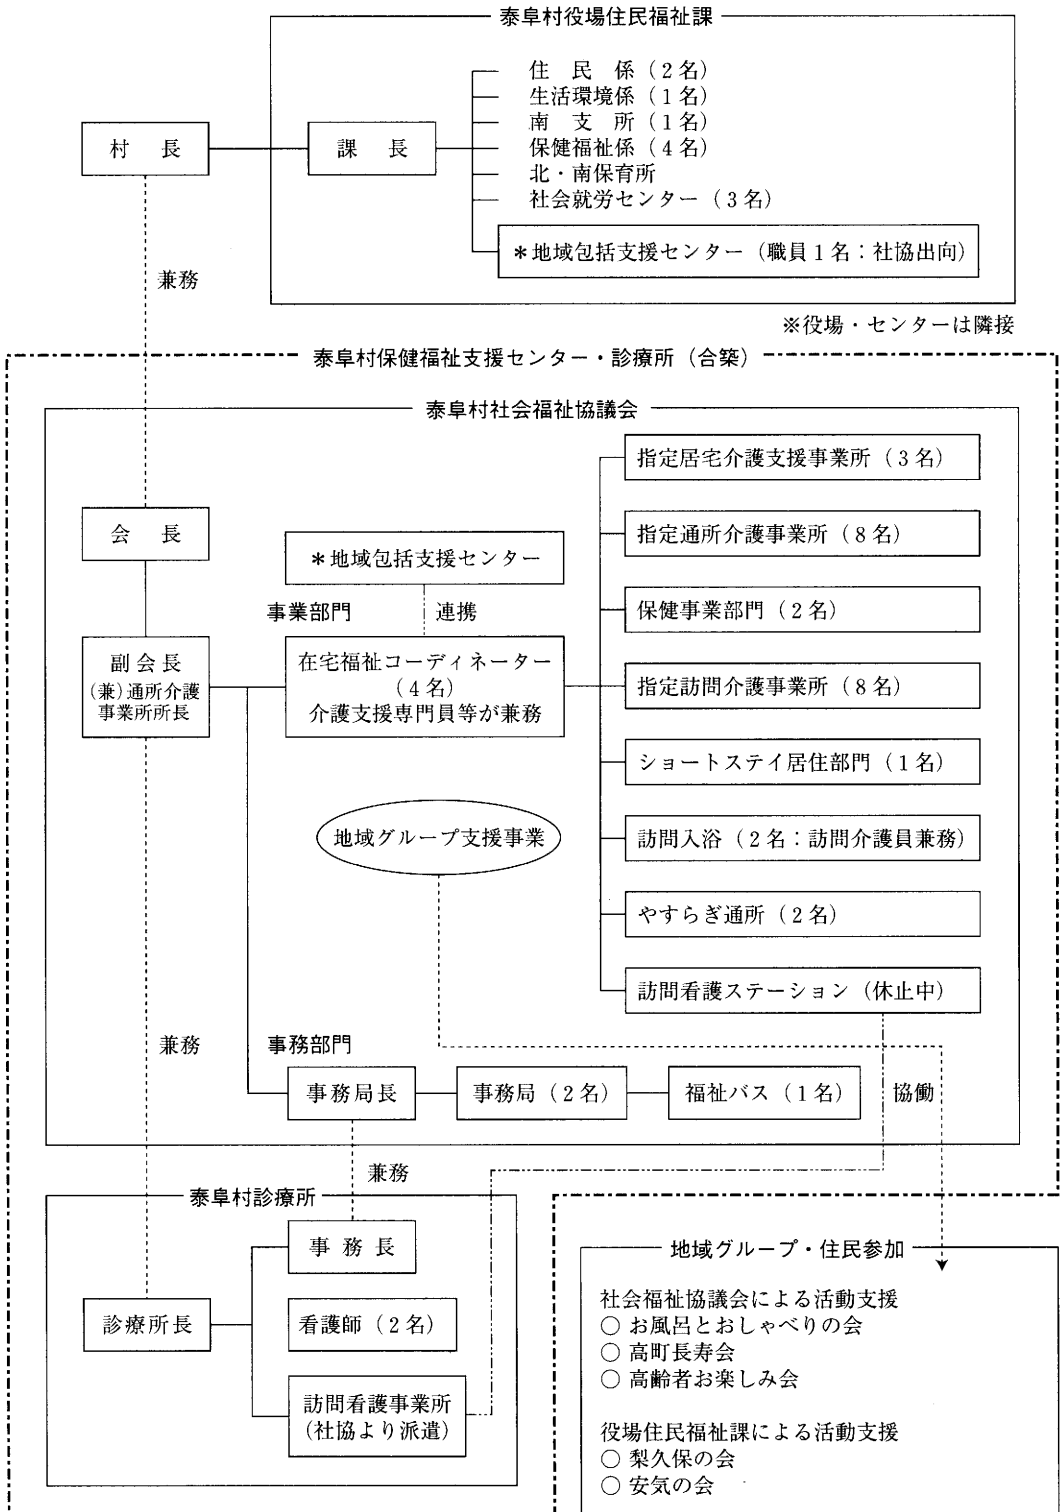 泰阜村役場住民福祉課
住　民　係（2名）
生活環境係（1名）
南　支　所（1名）
村　長
課　長
保健福祉係（4名）
北・南保育所
社会就労センター（3名）
＊地域包括支援センター（職員1名：社協出向）
兼務
※役場・センターは隣接
泰阜村保健福祉支援センター・診療所（合築）
泰阜村社会福祉協議会
指定居宅介護支援事業所（3名）
会　長
指定通所介護事業所（8名）
＊地域包括支援センター
事業部門
連携
保健事業部門（2名）
副会長
(兼)通所介護
事業所所長
在宅福祉コーディネーター
（4名）
介護支援専門員等が兼務
指定訪問介護事業所（8名）
ショートステイ居住部門（1名）
地域グループ支援事業
訪問入浴（2名：訪問介護員兼務）
やすらぎ通所（2名）
訪問看護ステーション（休止中）
兼務
事務部門
事務局長
事務局（2名）
福祉バス（1名）
協働
兼務
泰阜村診療所
事　務　長
診療所長
看護師（2名）
訪問看護事業所
(社協より派遣)
地域グループ・住民参加
社会福祉協議会による活動支援
○ お風呂とおしゃべりの会
○ 高町長寿会
○ 高齢者お楽しみ会
役場住民福祉課による活動支援
○ 梨久保の会
○ 安気の会